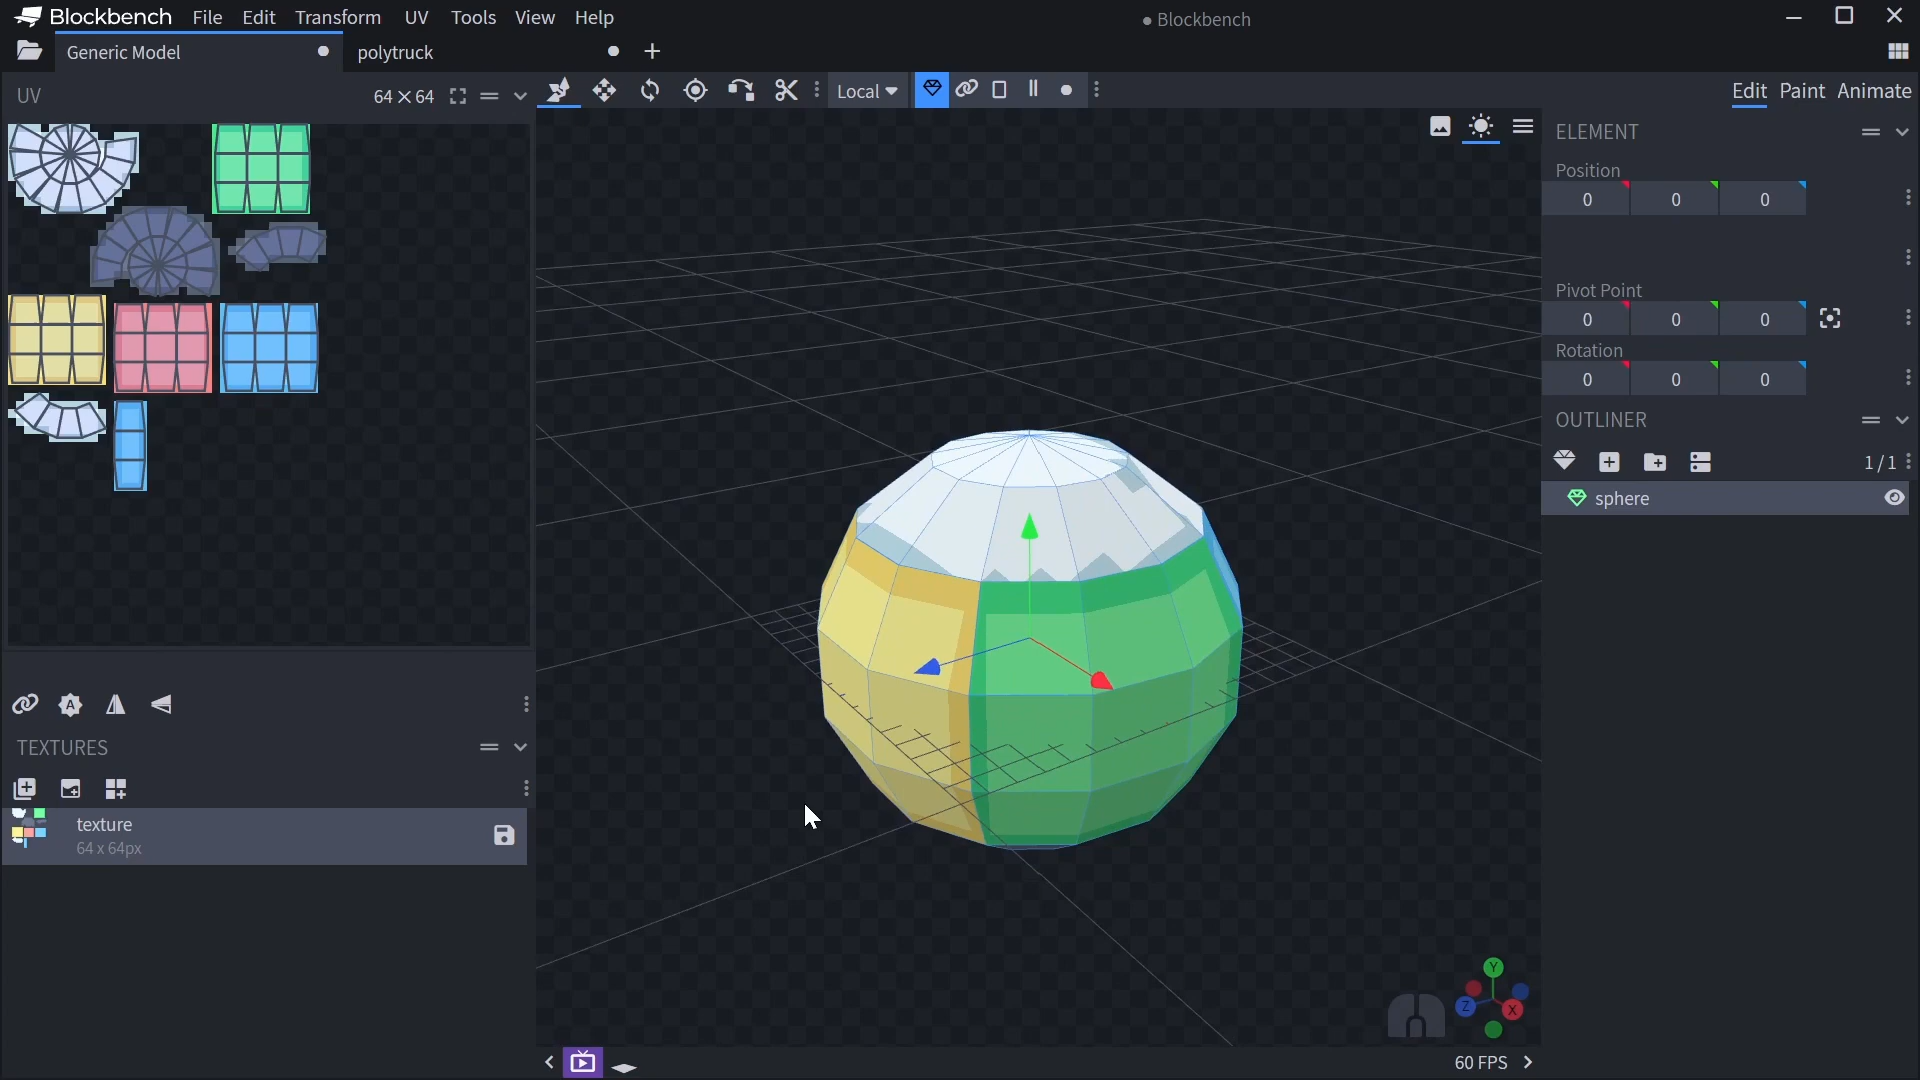 Blockbench File Edit Transform UV Tools View Help
● Blockbench
Generic Model
polytruck
UV
64×64
Local
Edit Paint Animate
ELEMENT
Position
0 0 0
Pivot Point
0 0 0
Rotation
0 0 0
OUTLINER
1/1
sphere
A
TEXTURES
texture
64 x 64px
Y
Z
X
60 FPS